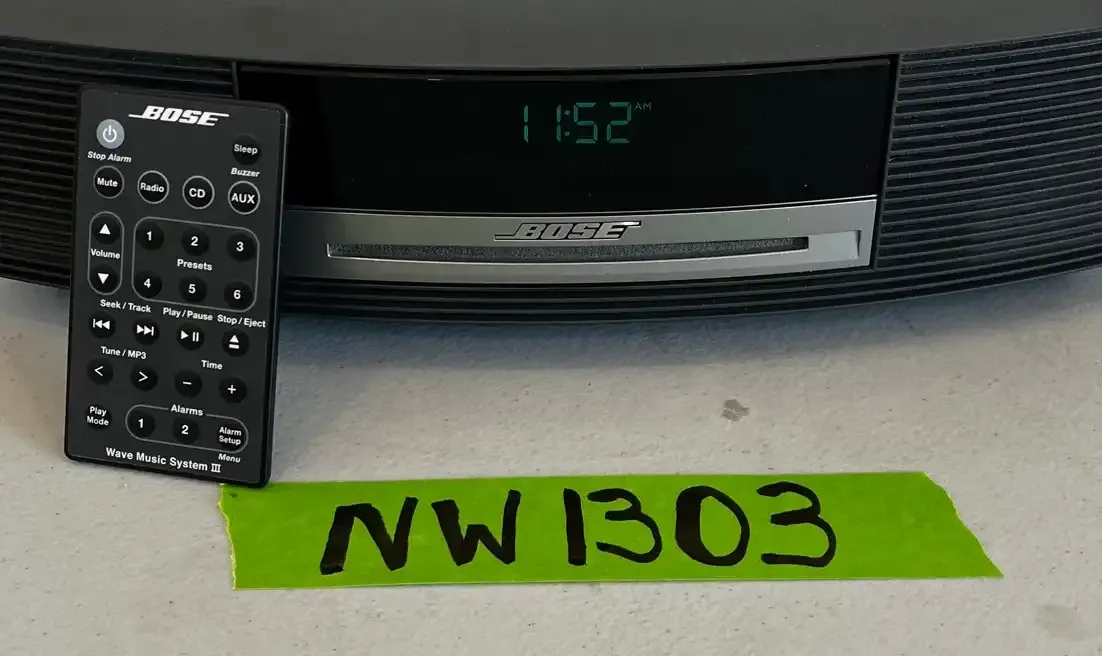 11:52 AM
BOSE
BOSE
Stop Alarm
Sleep
Buzzer
Mute Radio CD AUX
1 2 3
Volume
Presets
4 5 6
Seek / Track Play / Pause Stop / Eject
Tune / MP3 Time
< > − +
Play Mode
Alarms
1 2 Alarm Setup
Menu
Wave Music System III
NW1303